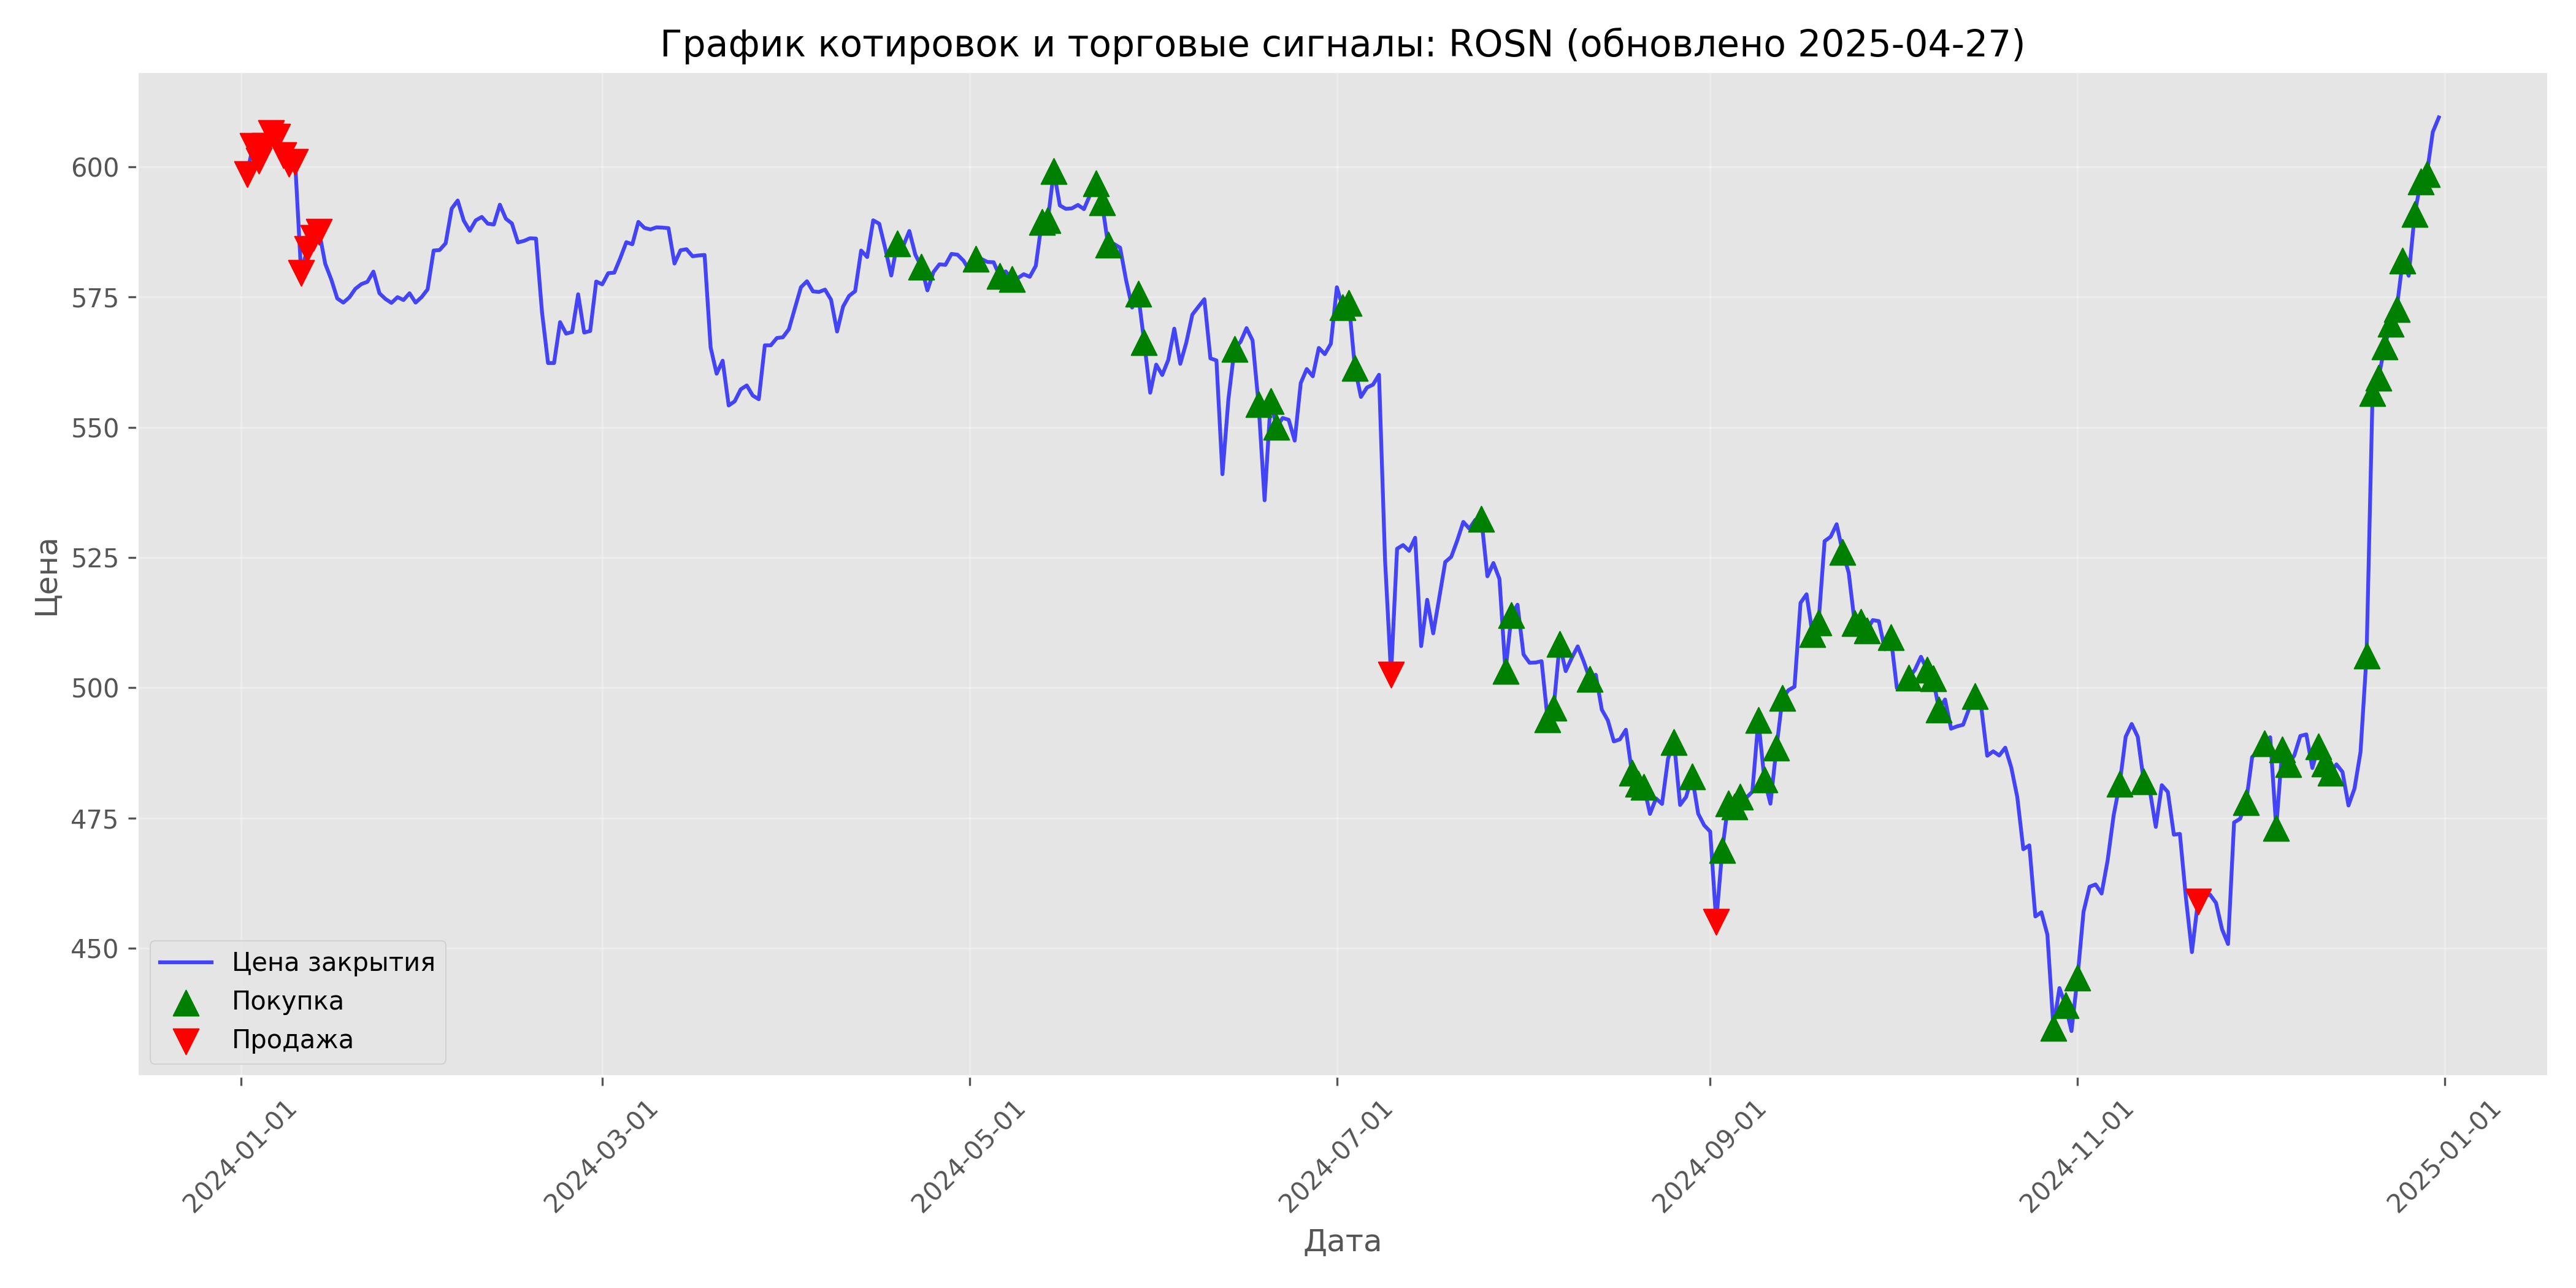 График котировок и торговые сигналы: ROSN (обновлено 2025-04-27)
Цена
600
575
550
525
500
475
450
Цена закрытия
Покупка
Продажа
2024-01-01
2024-03-01
2024-05-01
2024-07-01
2024-09-01
2024-11-01
2025-01-01
Дата